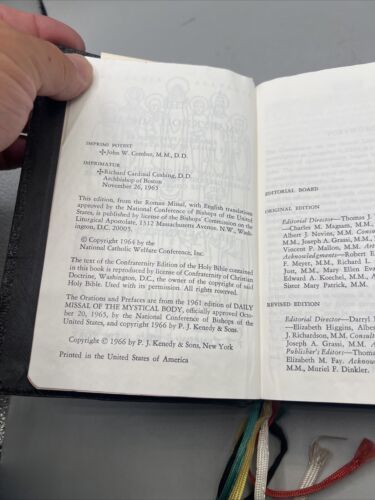 IMPRIMI POTEST
✠John W. Comber, M.M., D.D.
IMPRIMATUR
✠Richard Cardinal Cushing, D.D.
Archbishop of Boston
November 26, 1965
This edition, from the Roman Missal, with English translations
approved by the National Conference of Bishops of the United
States, is published by license of the Bishops' Commission on the
Liturgical Apostolate, 1312 Massachusetts Avenue. N.W., Wash-
ington, D.C. 20005.
© Copyright 1964 by the
National Catholic Welfare Conference, Inc.
The text of the Confraternity Edition of the Holy Bible contained
in this book is reproduced by license of Confraternity of Christian
Doctrine, Washington, D.C., the owner of the copyright of said
Holy Bible. Used with its permission. All rights reserved.
The Orations and Prefaces are from the 1961 edition of DAILY
MISSAL OF THE MYSTICAL BODY, officially approved Octo-
ber 20, 1965, by the National Conference of Bishops of the
United States, and copyright 1966 by P. J. Kenedy & Sons.
Copyright © 1966 by P. J. Kenedy & Sons, New York
Printed in the United States of America
EDITORIAL BOARD
ORIGINAL EDITION
Editorial Director—Thomas J.
—Charles M. Magsam, M.M.
Albert J. Nevins, M.M. Consu
M.M., Joseph A. Grassi, M.M.
Vincent P. Mallon, M.M. Ar
Acknowledgments—Robert E.
F. Meyer, M.M., Richard L.
Jost, M.M., Mary Ellen Eva
Edward A. Koechel, M.M.,
Sister Mary Patrick, M.M.
REVISED EDITION
Editorial Director—Darryl
—Elizabeth Higgins, Alber
J. Richardson, M.M. Consult
Joseph A. Grassi, M.M., A
Publisher's Editors:—Thomas
Elizabeth M. Fay. Acknow
M.M., Muriel F. Dinkler.